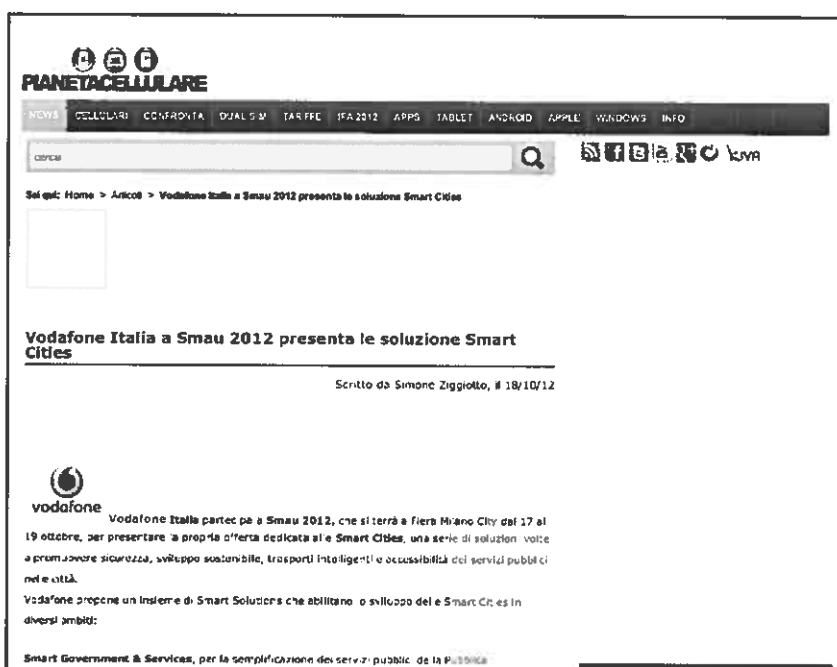 PIANETACELLULARE
NEWS CELLULARI CONFRONTA DUAL SIM TARIFFE IFA 2012 APPS TABLET ANDROID APPLE WINDOWS INFO
cerca
Sei qui: Home > Articoli > Vodafone Italia a Smau 2012 presenta le soluzione Smart Cities
Vodafone Italia a Smau 2012 presenta le soluzione Smart
Cities
Scritto da Simone Ziggiotto, il 18/10/12
vodafone
Vodafone Italia partecipa a Smau 2012, che si terrà a Fiera Milano City dal 17 al
19 ottobre, per presentare la propria offerta dedicata alle Smart Cities, una serie di soluzioni volte
a promuovere sicurezza, sviluppo sostenibile, trasporti intelligenti e accessibilità dei servizi pubblici
nelle città.
Vodafone propone un insieme di Smart Solutions che abilitano lo sviluppo delle Smart Cities in
diversi ambiti:
Smart Government & Services, per la semplificazione dei servizi pubblici della Pubblica